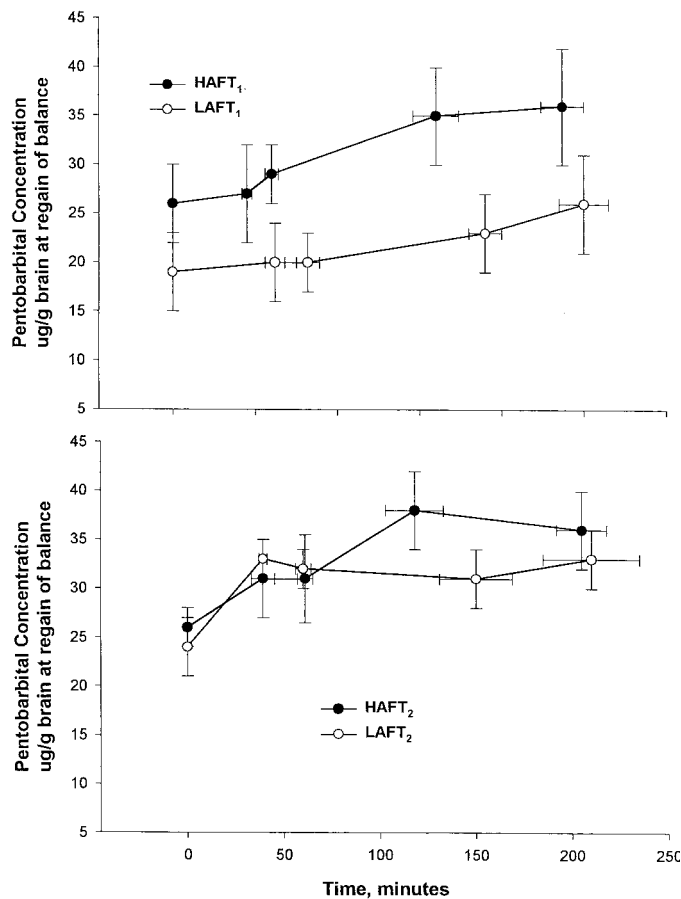 45
40
35
30
25
20
15
10
5
Pentobarbital Concentration
ug/g brain at regain of balance
HAFT1
LAFT1
45
40
35
30
25
20
15
10
5
Pentobarbital Concentration
ug/g brain at regain of balance
HAFT2
LAFT2
0 50 100 150 200 250
Time, minutes